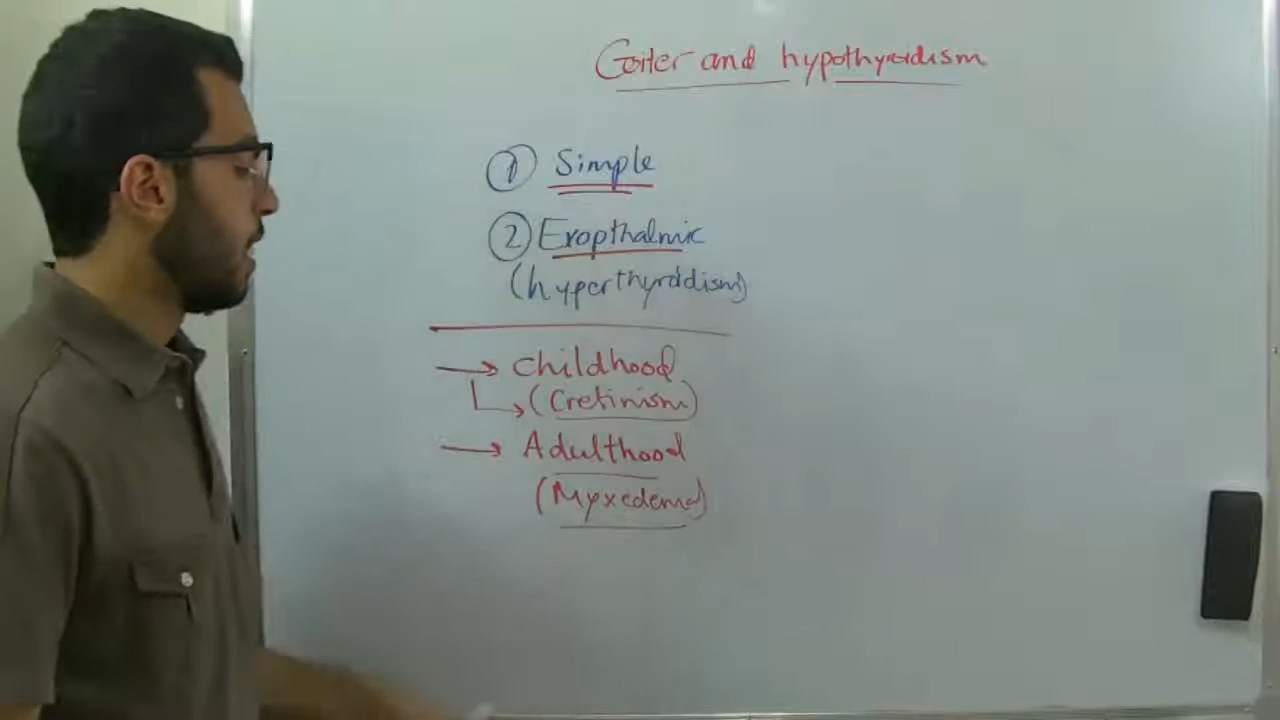 Goiter and hypothyroidism
① Simple
② Exopthalmic
(hyperthyroidism)
→ childhood
↳ (Cretinism)
→ Adulthood
(Myxedema)